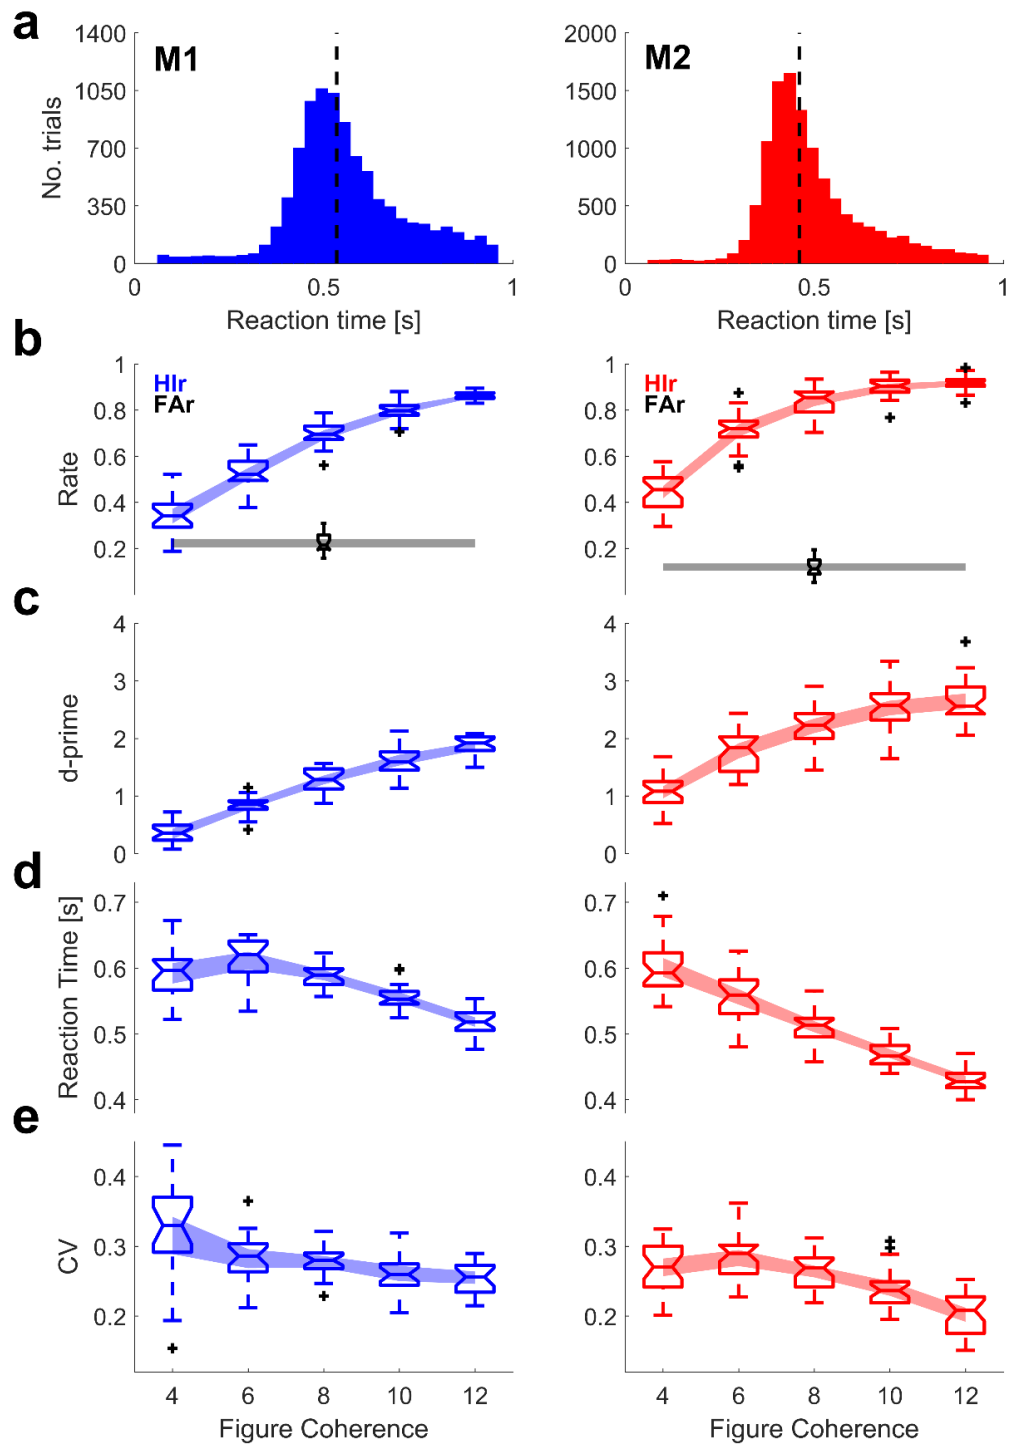 a
M1
M2
No. trials
1400
1050
700
350
0
0
0.5
1
Reaction time [s]
2000
1500
1000
500
0
0
0.5
1
Reaction time [s]
b
HIr
FAr
HIr
FAr
Rate
1
0.8
0.6
0.4
0.2
1
0.8
0.6
0.4
0.2
c
d-prime
4
3
2
1
0
4
3
2
1
0
d
Reaction Time [s]
0.7
0.6
0.5
0.4
0.7
0.6
0.5
0.4
e
CV
0.4
0.3
0.2
4 6 8 10 12
Figure Coherence
0.4
0.3
0.2
4 6 8 10 12
Figure Coherence